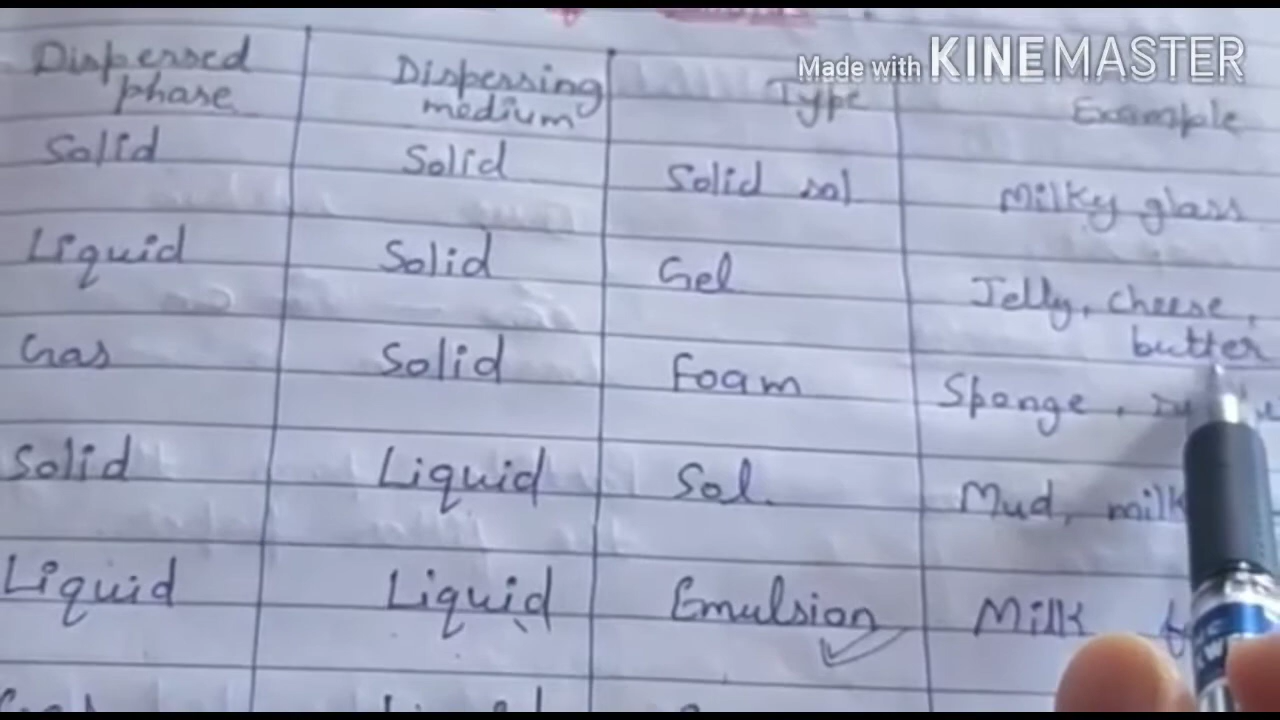 Made with KINEMASTER
Dispersed phase Dispersing medium Type Example
Solid Solid Solid sol Milky glass
Liquid Solid Gel Jelly, cheese, butter
Gas Solid Foam Sponge,
Solid Liquid Sol. Mud, milk
Liquid Liquid Emulsion Milk